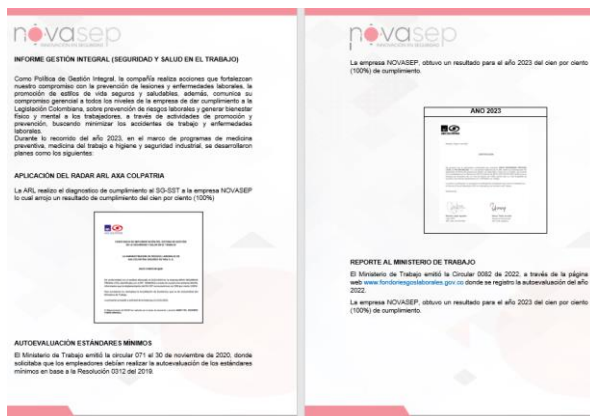 novasep
INNOVACIÓN EN SEGURIDAD
INFORME GESTIÓN INTEGRAL (SEGURIDAD Y SALUD EN EL TRABAJO)
Como Política de Gestión Integral, la compañía realiza acciones que fortalezcan
nuestro compromiso con la prevención de lesiones y enfermedades laborales, la
promoción de estilos de vida seguros y saludables, además, comunica su
compromiso gerencial a todos los niveles de la empresa de dar cumplimiento a la
Legislación Colombiana, sobre prevención de riesgos laborales y generar bienestar
físico y mental a los trabajadores, a través de actividades de promoción y
prevención, buscando minimizar los accidentes de trabajo y enfermedades
laborales.
Durante lo recorrido del año 2023, en el marco de programas de medicina
preventiva, medicina del trabajo e higiene y seguridad industrial, se desarrollaron
planes como los siguientes:
APLICACIÓN DEL RADAR ARL AXA COLPATRIA
La ARL realizo el diagnostico de cumplimiento al SG-SST a la empresa NOVASEP
lo cual arrojo un resultado de cumplimiento del cien por ciento (100%)
AUTOEVALUACIÓN ESTÁNDARES MÍNIMOS
El Ministerio de Trabajo emitió la circular 071 el 30 de noviembre de 2020, donde
solicitaba que los empleadores debían realizar la autoevaluación de los estándares
mínimos en base a la Resolución 0312 del 2019.
novasep
INNOVACIÓN EN SEGURIDAD
La empresa NOVASEP, obtuvo un resultado para el año 2023 del cien por ciento
(100%) de cumplimiento.
AÑO 2023
REPORTE AL MINISTERIO DE TRABAJO
El Ministerio de Trabajo emitió la Circular 0082 de 2022, a través de la página
web www.fondoriesgoslaborales.gov.co donde se registro la autoevaluación del año
2022.
La empresa NOVASEP, obtuvo un resultado para el año 2023 del cien por ciento
(100%) de cumplimiento.